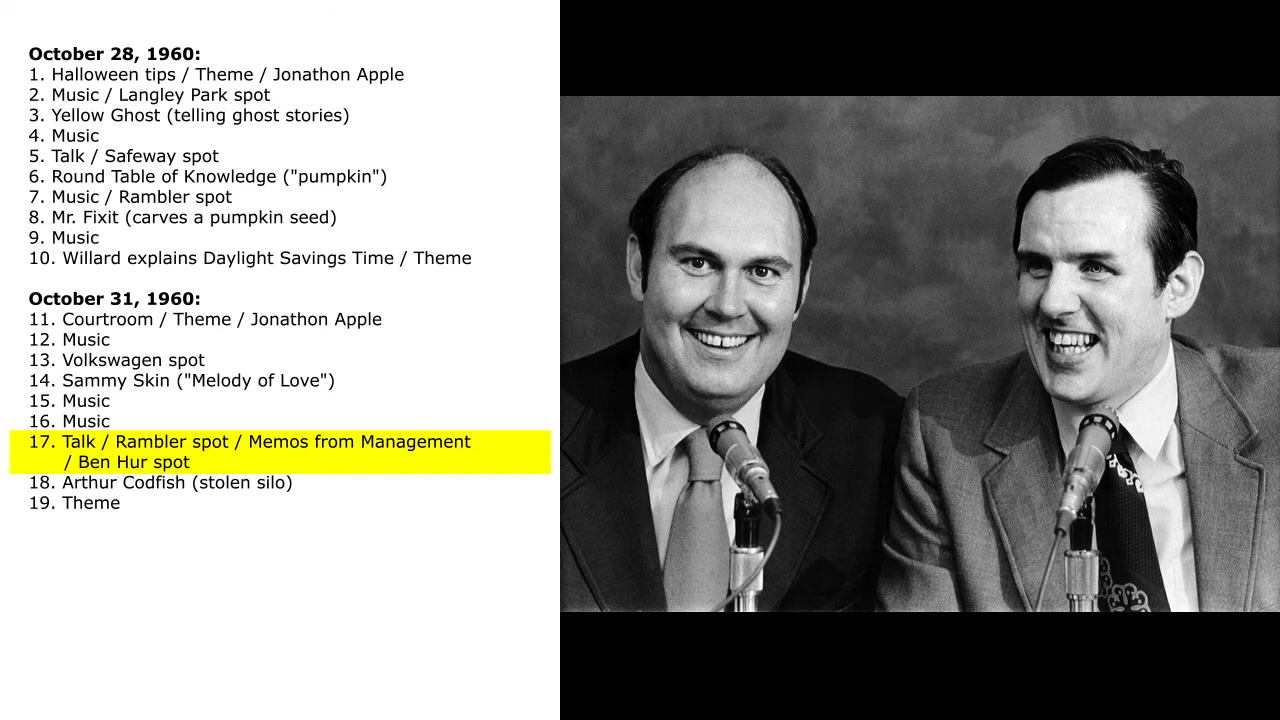 October 28, 1960:
1. Halloween tips / Theme / Jonathon Apple
2. Music / Langley Park spot
3. Yellow Ghost (telling ghost stories)
4. Music
5. Talk / Safeway spot
6. Round Table of Knowledge ("pumpkin")
7. Music / Rambler spot
8. Mr. Fixit (carves a pumpkin seed)
9. Music
10. Willard explains Daylight Savings Time / Theme
October 31, 1960:
11. Courtroom / Theme / Jonathon Apple
12. Music
13. Volkswagen spot
14. Sammy Skin ("Melody of Love")
15. Music
16. Music
17. Talk / Rambler spot / Memos from Management
/ Ben Hur spot
18. Arthur Codfish (stolen silo)
19. Theme